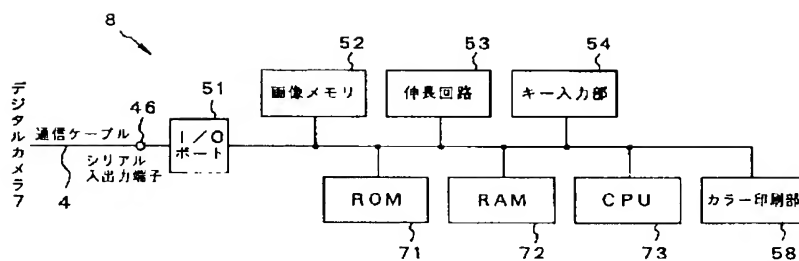 8
デジタルカメラ7
通信ケーブル
4
46
シリアル
入出力端子
51
I/O
ポート
52
画像メモリ
53
伸長回路
54
キー入力部
ROM
71
RAM
72
CPU
73
カラー印刷部
58